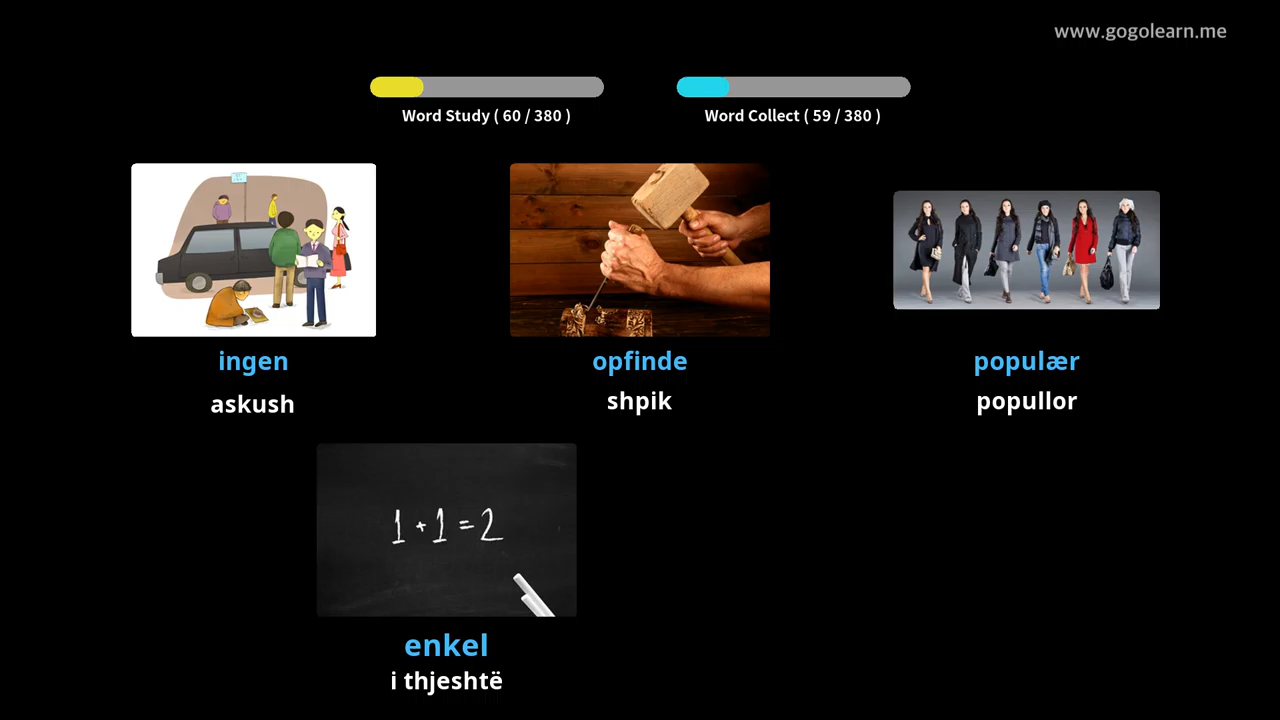 www.gogolearn.me
Word Study ( 60 / 380 )
Word Collect ( 59 / 380 )
ingen
opfinde
populær
askush
shpik
popullor
1 + 1 = 2
enkel
i thjeshtë